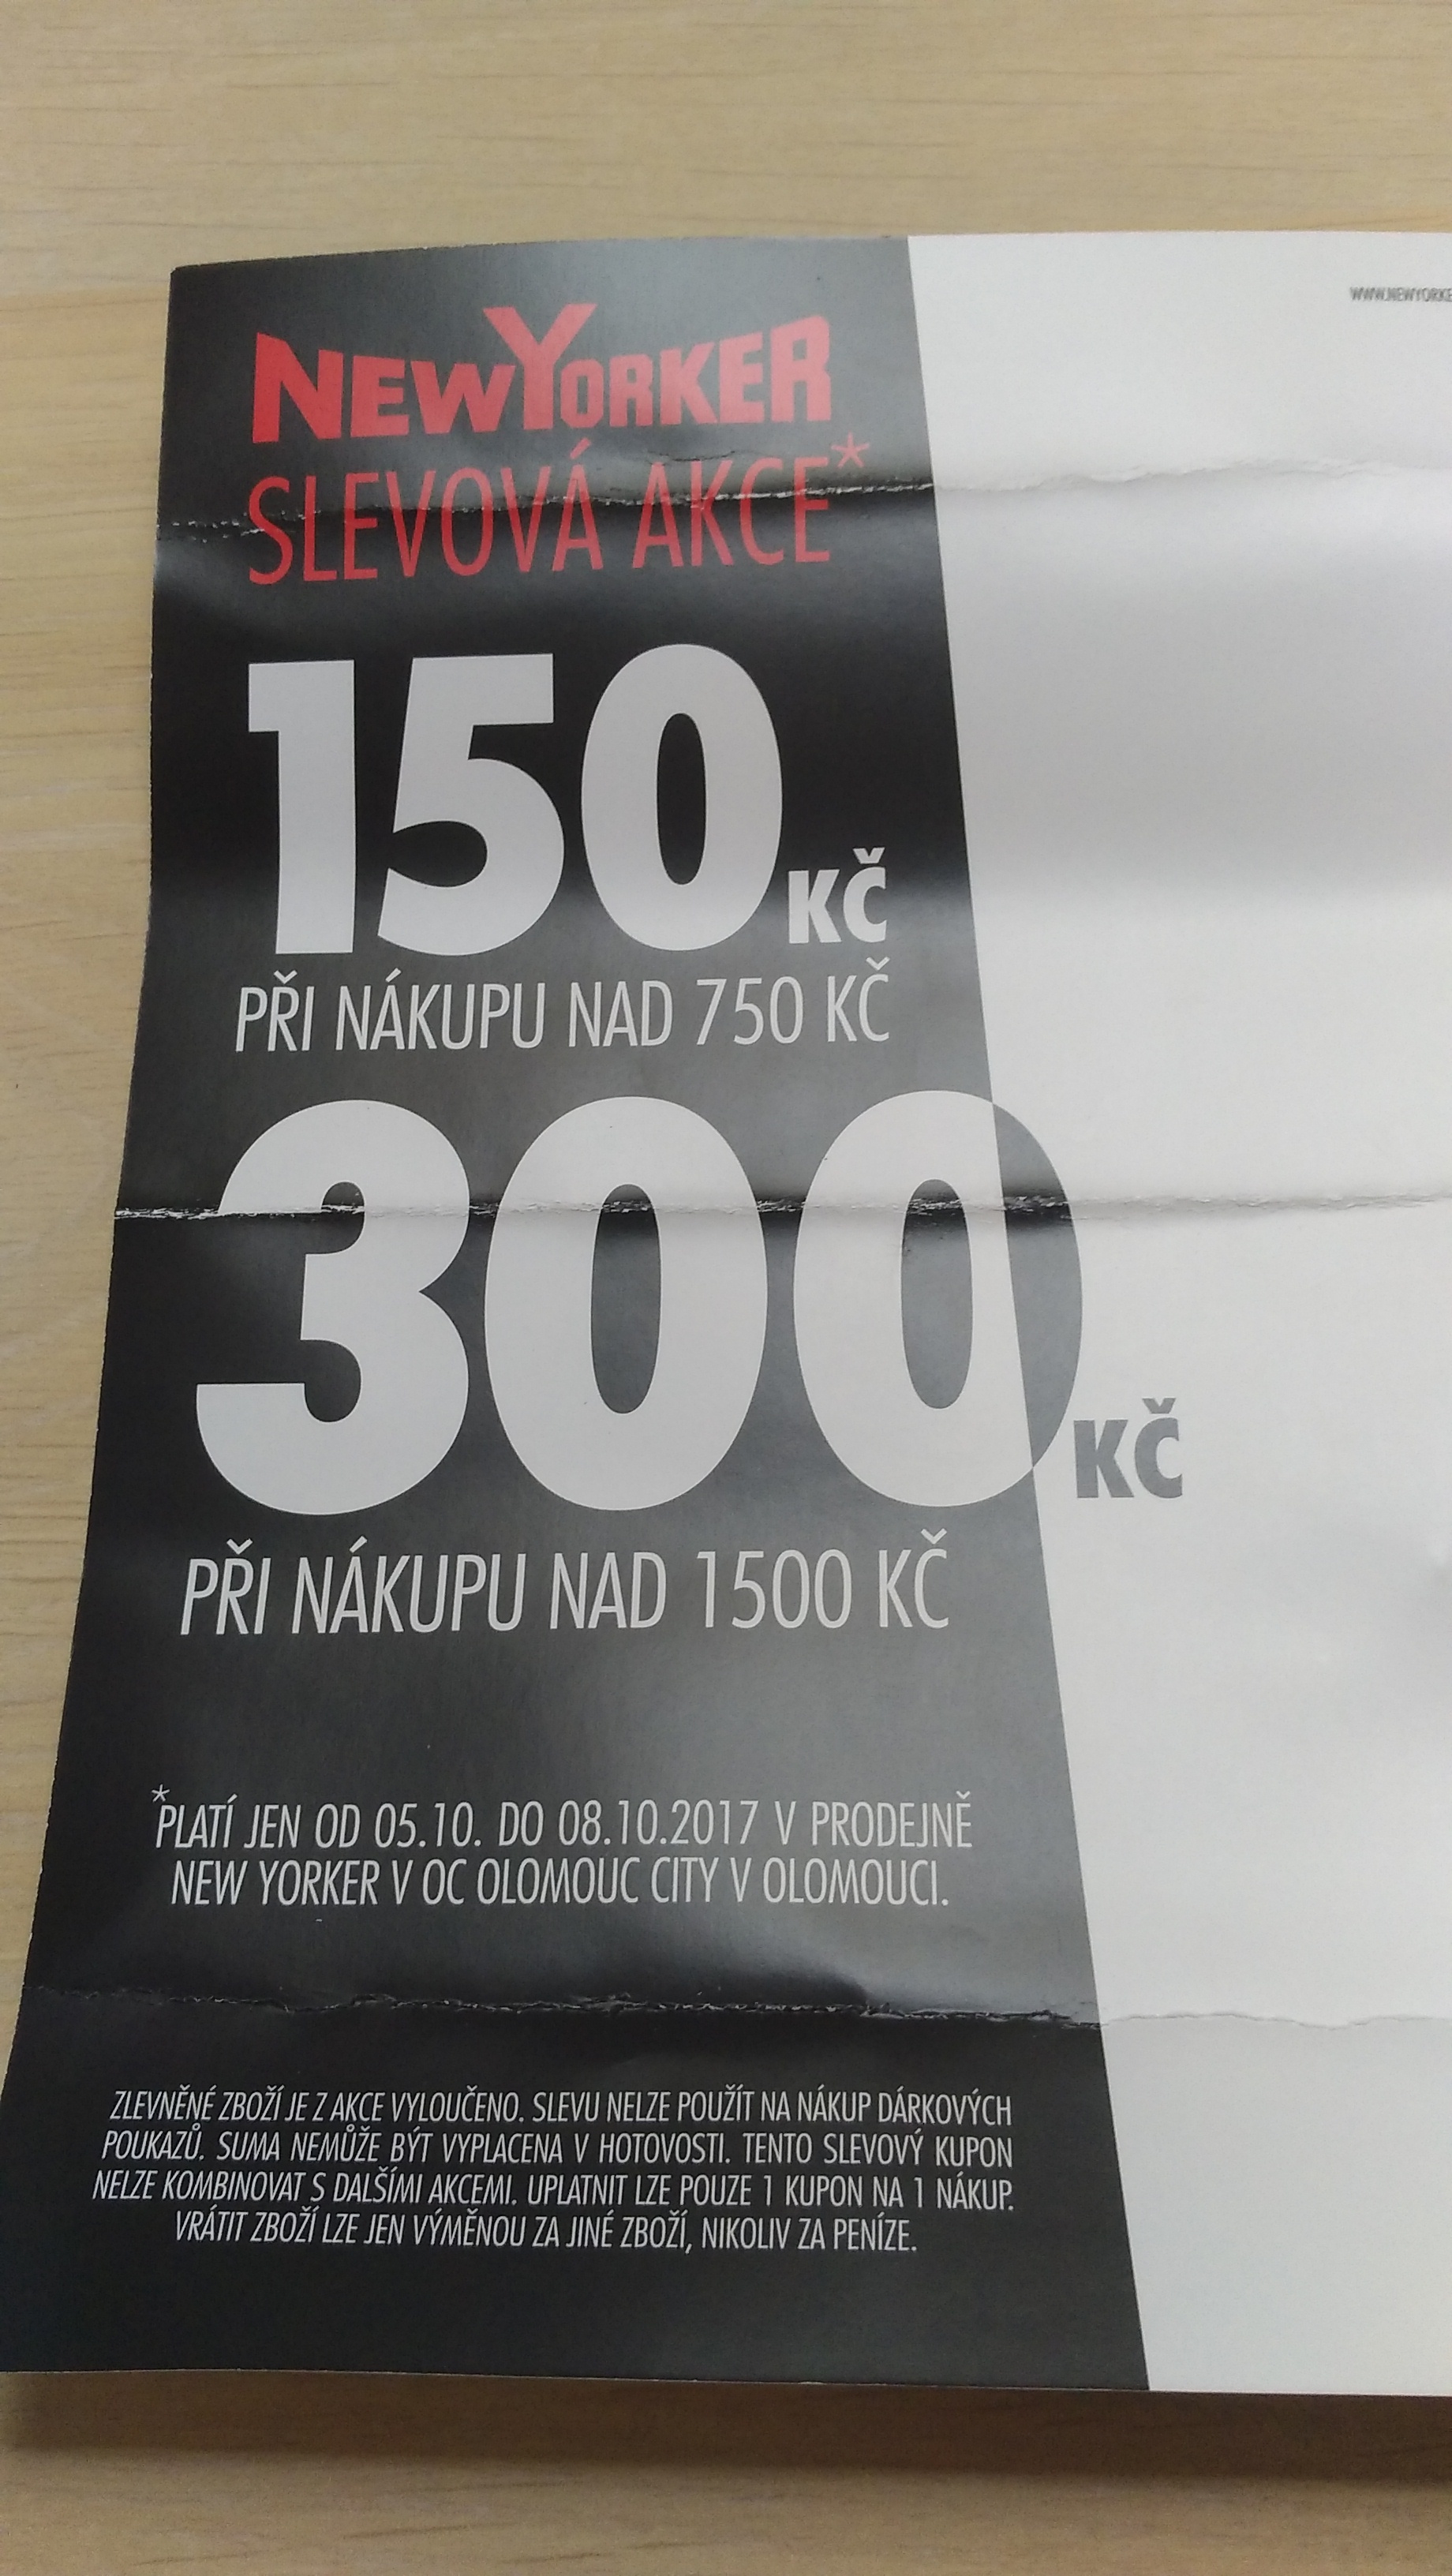 NEWYORKER
SLEVOVÁ AKCE*
150 KČ
PŘI NÁKUPU NAD 750 KČ
300 KČ
PŘI NÁKUPU NAD 1500 KČ
*PLATÍ JEN OD 05.10. DO 08.10.2017 V PRODEJNĚ
NEW YORKER V OC OLOMOUC CITY V OLOMOUCI.
ZLEVNĚNÉ ZBOŽÍ JE Z AKCE VYLOUČENO. SLEVU NELZE POUŽÍT NA NÁKUP DÁRKOVÝCH
POUKAZŮ. SUMA NEMŮŽE BÝT VYPLACENA V HOTOVOSTI. TENTO SLEVOVÝ KUPON
NELZE KOMBINOVAT S DALŠÍMI AKCEMI. UPLATNIT LZE POUZE 1 KUPON NA 1 NÁKUP.
VRÁTIT ZBOŽÍ LZE JEN VÝMĚNOU ZA JINÉ ZBOŽÍ, NIKOLIV ZA PENÍZE.